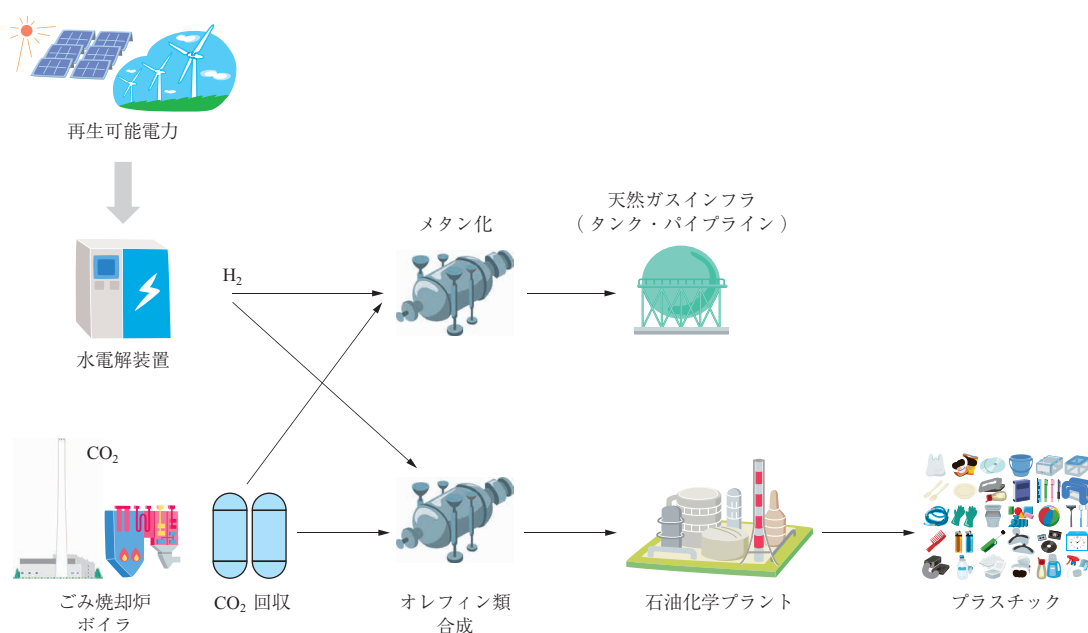 再生可能電力
水電解装置
H₂
メタン化
天然ガスインフラ
(タンク・パイプライン)
CO₂
ごみ焼却炉
ボイラ
CO₂ 回収
オレフィン類
合成
石油化学プラント
プラスチック